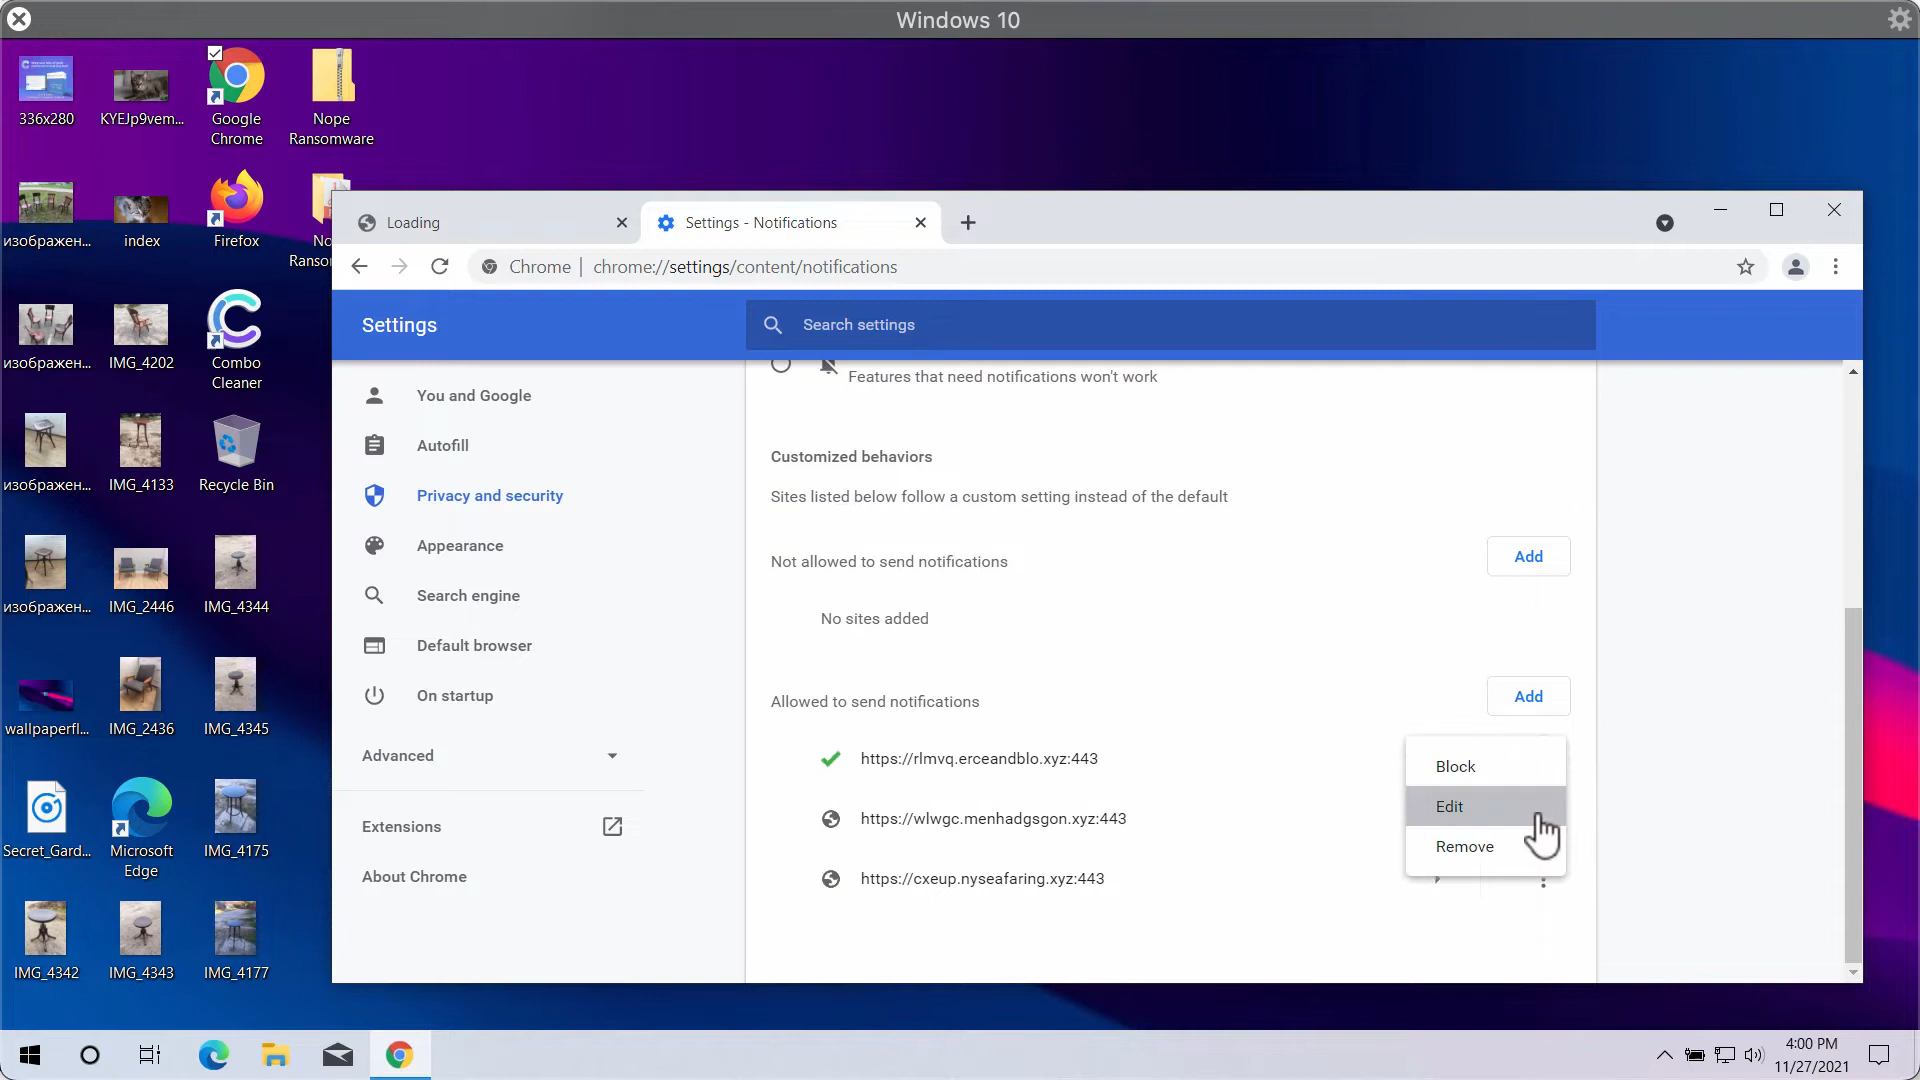 Windows 10
336x280
KYEJp9vem...
Google
Chrome
Nope
Ransomware
изображен...
index
Firefox
No
Ransor
изображен...
IMG_4202
Combo
Cleaner
изображен...
IMG_4133
Recycle Bin
изображен...
IMG_2446
IMG_4344
wallpaperfl...
IMG_2436
IMG_4345
Secret_Gard...
Microsoft
Edge
IMG_4175
IMG_4342
IMG_4343
IMG_4177
Loading
Settings - Notifications
Chrome | chrome://settings/content/notifications
Settings
Search settings
You and Google
Autofill
Privacy and security
Appearance
Search engine
Default browser
On startup
Advanced
Extensions
About Chrome
Features that need notifications won't work
Customized behaviors
Sites listed below follow a custom setting instead of the default
Not allowed to send notifications
Add
No sites added
Allowed to send notifications
Add
https://rlmvq.erceandblo.xyz:443
https://wlwgc.menhadgsgon.xyz:443
https://cxeup.nyseafaring.xyz:443
Block
Edit
Remove
4:00 PM
11/27/2021